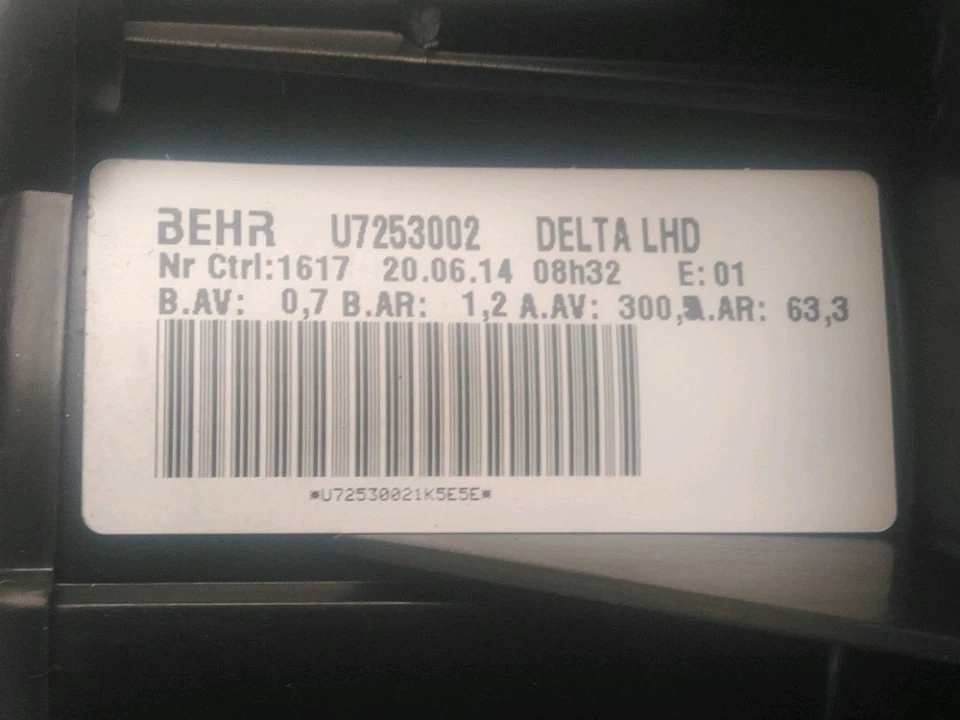 BEHR U7253002 DELTA LHD
Nr Ctrl:1617 20.06.14 08h32 E: 01
B.AV: 0,7 B.AR: 1,2 A.AV: 300, .AR: 63,3
*U72530021K5E5E*